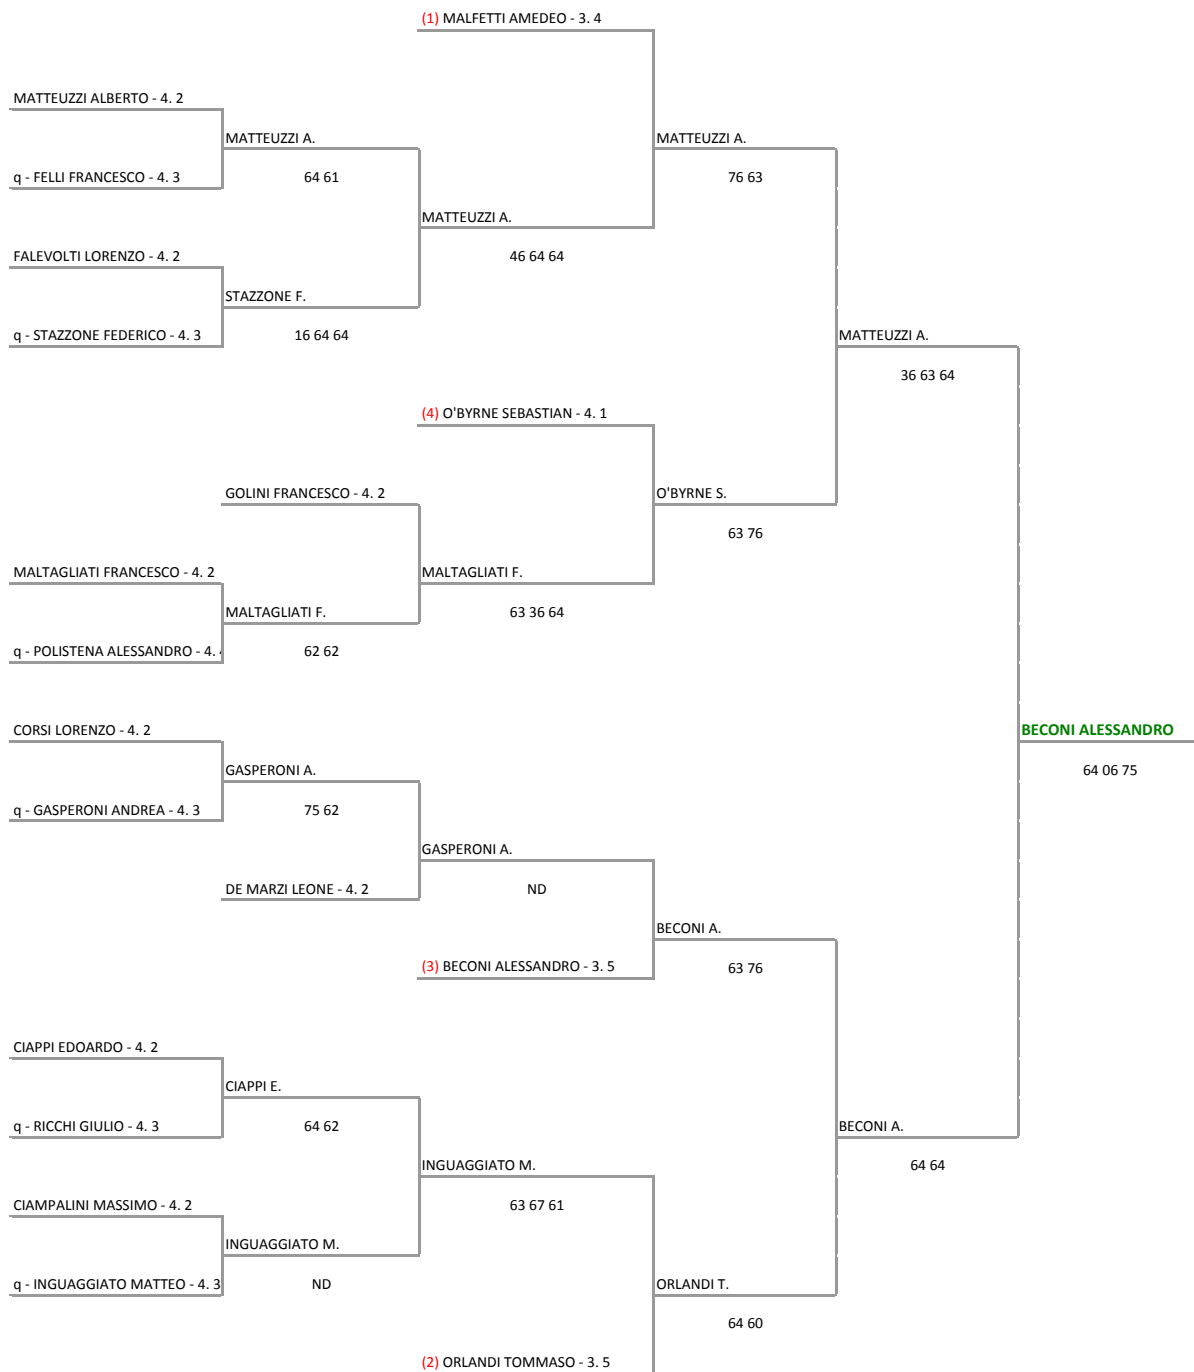 (1) MALFETTI AMEDEO - 3. 4
MATTEUZZI ALBERTO - 4. 2
MATTEUZZI A.
MATTEUZZI A.
q - FELLI FRANCESCO - 4. 3
64 61
76 63
MATTEUZZI A.
FALEVOLTI LORENZO - 4. 2
46 64 64
STAZZONE F.
q - STAZZONE FEDERICO - 4. 3
16 64 64
MATTEUZZI A.
36 63 64
(4) O'BYRNE SEBASTIAN - 4. 1
GOLINI FRANCESCO - 4. 2
O'BYRNE S.
63 76
MALTAGLIATI FRANCESCO - 4. 2
MALTAGLIATI F.
MALTAGLIATI F.
63 36 64
q - POLISTENA ALESSANDRO - 4.
62 62
CORSI LORENZO - 4. 2
BECONI ALESSANDRO
GASPERONI A.
64 06 75
q - GASPERONI ANDREA - 4. 3
75 62
GASPERONI A.
DE MARZI LEONE - 4. 2
ND
BECONI A.
(3) BECONI ALESSANDRO - 3. 5
63 76
CIAPPI EDOARDO - 4. 2
CIAPPI E.
q - RICCHI GIULIO - 4. 3
64 62
BECONI A.
INGUAGGIATO M.
64 64
CIAMPALINI MASSIMO - 4. 2
63 67 61
INGUAGGIATO M.
q - INGUAGGIATO MATTEO - 4. 3
ND
ORLANDI T.
64 60
(2) ORLANDI TOMMASO - 3. 5